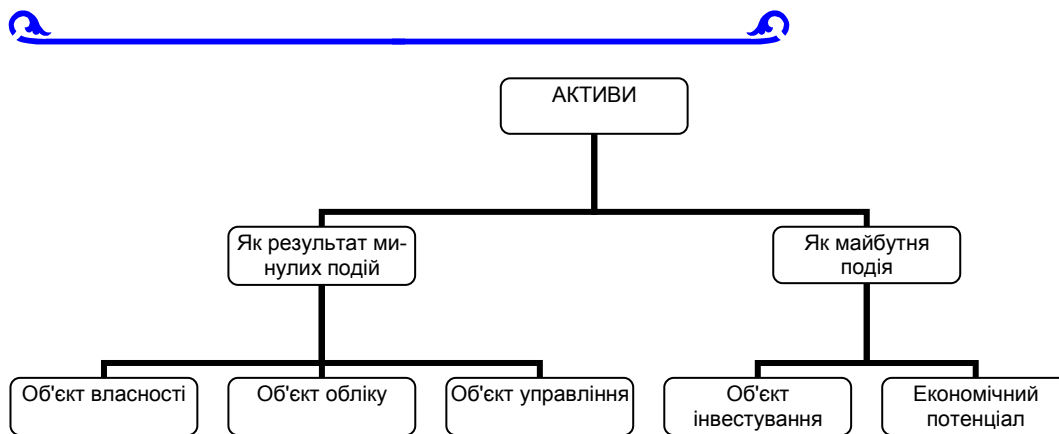 АКТИВИ
Як результат ми-
нулих подій
Як майбутня
подія
Об'єкт власності
Об'єкт обліку
Об'єкт управління
Об'єкт
інвестування
Економічний
потенціал